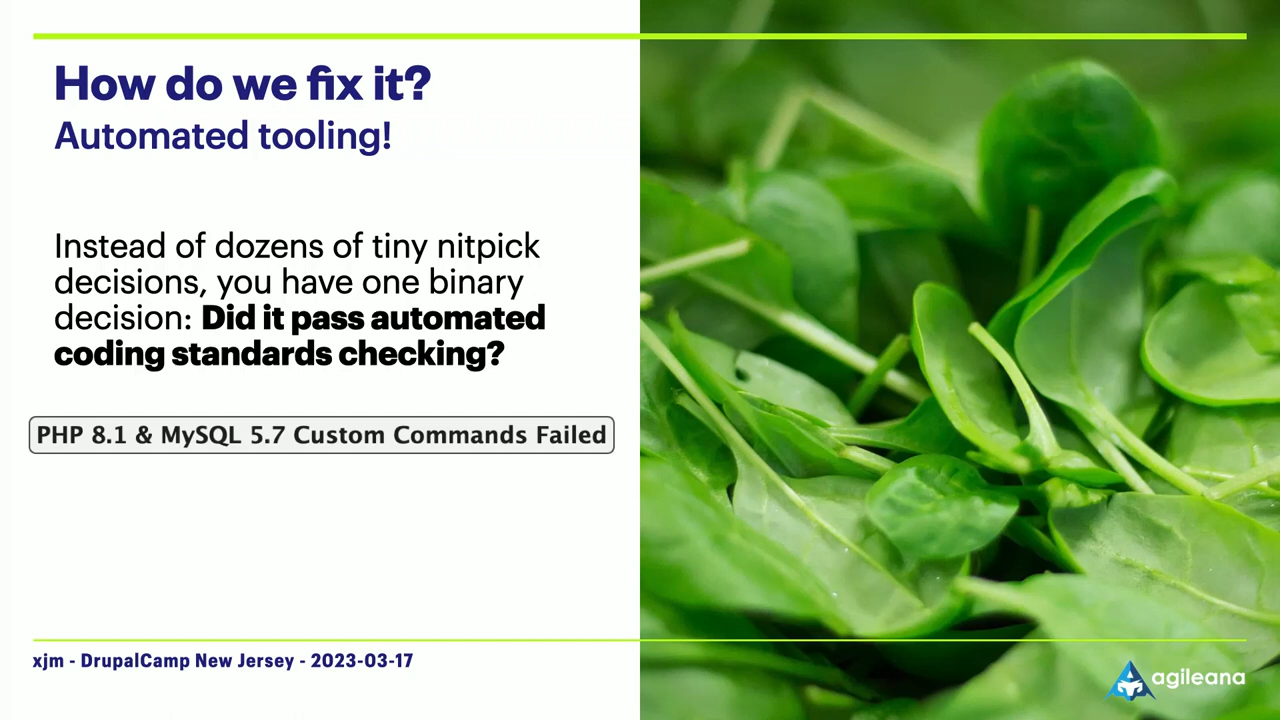 How do we fix it?
Automated tooling!
Instead of dozens of tiny nitpick
decisions, you have one binary
decision: Did it pass automated
coding standards checking?
PHP 8.1 & MySQL 5.7 Custom Commands Failed
xjm - DrupalCamp New Jersey - 2023-03-17
agileana